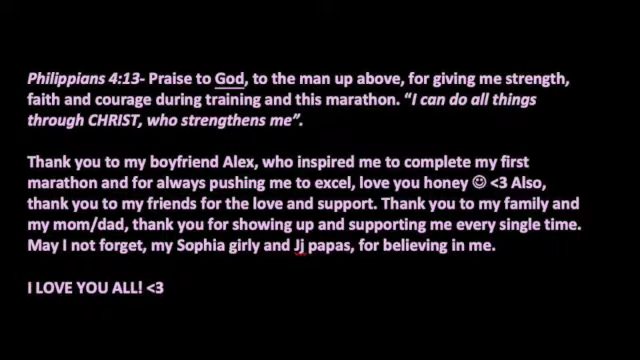 Philippians 4:13- Praise to God, to the man up above, for giving me strength,
faith and courage during training and this marathon. “I can do all things
through CHRIST, who strengthens me”.
Thank you to my boyfriend Alex, who inspired me to complete my first
marathon and for always pushing me to excel, love you honey ☺ <3 Also,
thank you to my friends for the love and support. Thank you to my family and
my mom/dad, thank you for showing up and supporting me every single time.
May I not forget, my Sophia girly and Jj papas, for believing in me.
I LOVE YOU ALL! <3